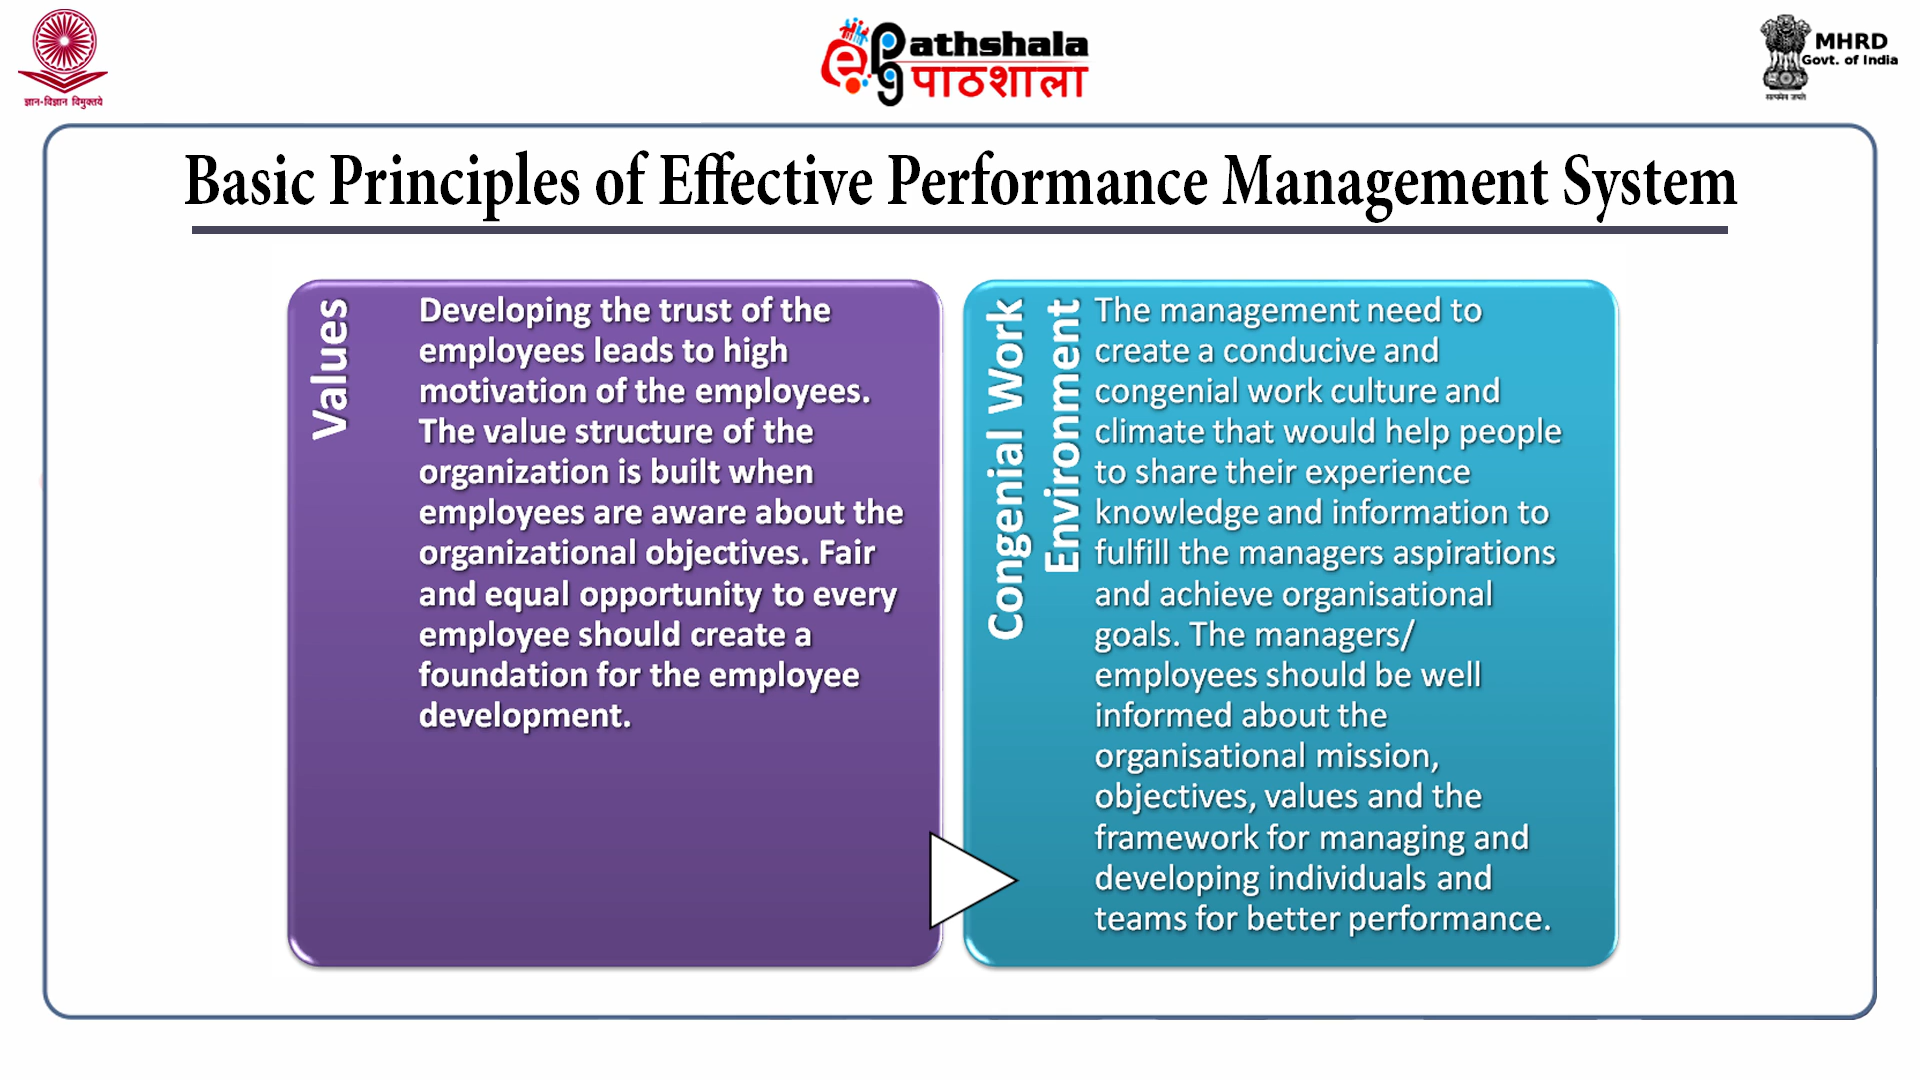 ज्ञान-विज्ञान विमुक्तये
ePg Pathshala
पाठशाला
MHRD
Govt. of India
सत्यमेव जयते
Basic Principles of Effective Performance Management System
Values
Developing the trust of the
employees leads to high
motivation of the employees.
The value structure of the
organization is built when
employees are aware about the
organizational objectives. Fair
and equal opportunity to every
employee should create a
foundation for the employee
development.
Congenial Work
Environment
The management need to
create a conducive and
congenial work culture and
climate that would help people
to share their experience
knowledge and information to
fulfill the managers aspirations
and achieve organisational
goals. The managers/
employees should be well
informed about the
organisational mission,
objectives, values and the
framework for managing and
developing individuals and
teams for better performance.